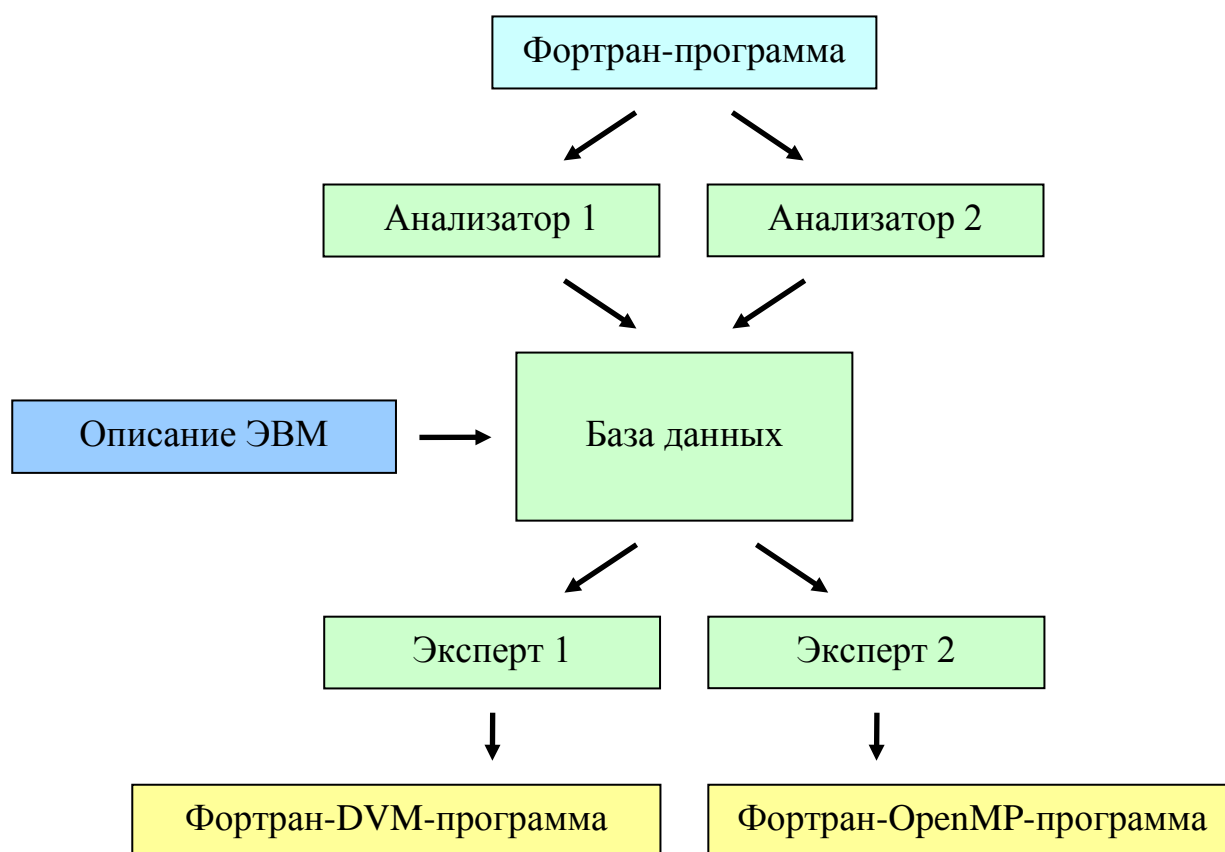 Фортран-программа
Анализатор 1
Анализатор 2
Описание ЭВМ
База данных
Эксперт 1
Эксперт 2
Фортран-DVM-программа
Фортран-OpenMP-программа